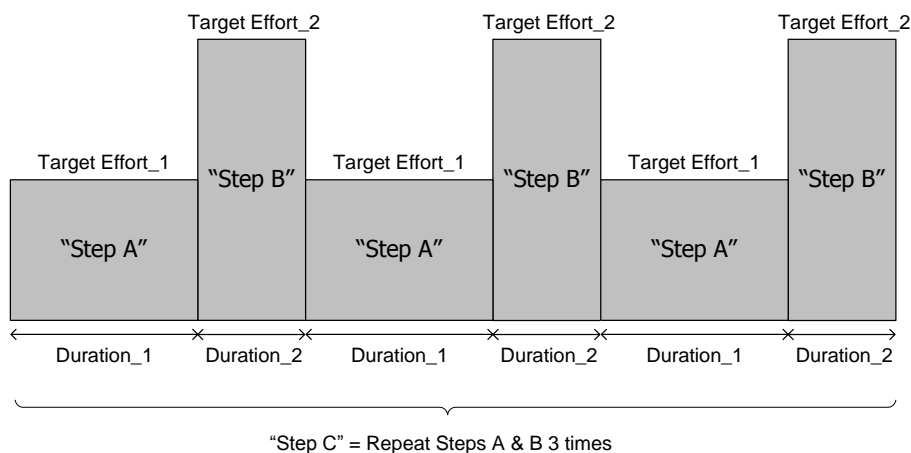 Target Effort_2
Target Effort_2
Target Effort_2
Target Effort_1
Target Effort_1
Target Effort_1
“Step A”
“Step B”
“Step A”
“Step B”
“Step A”
“Step B”
Duration_1
Duration_2
Duration_1
Duration_2
Duration_1
Duration_2
“Step C” = Repeat Steps A & B 3 times